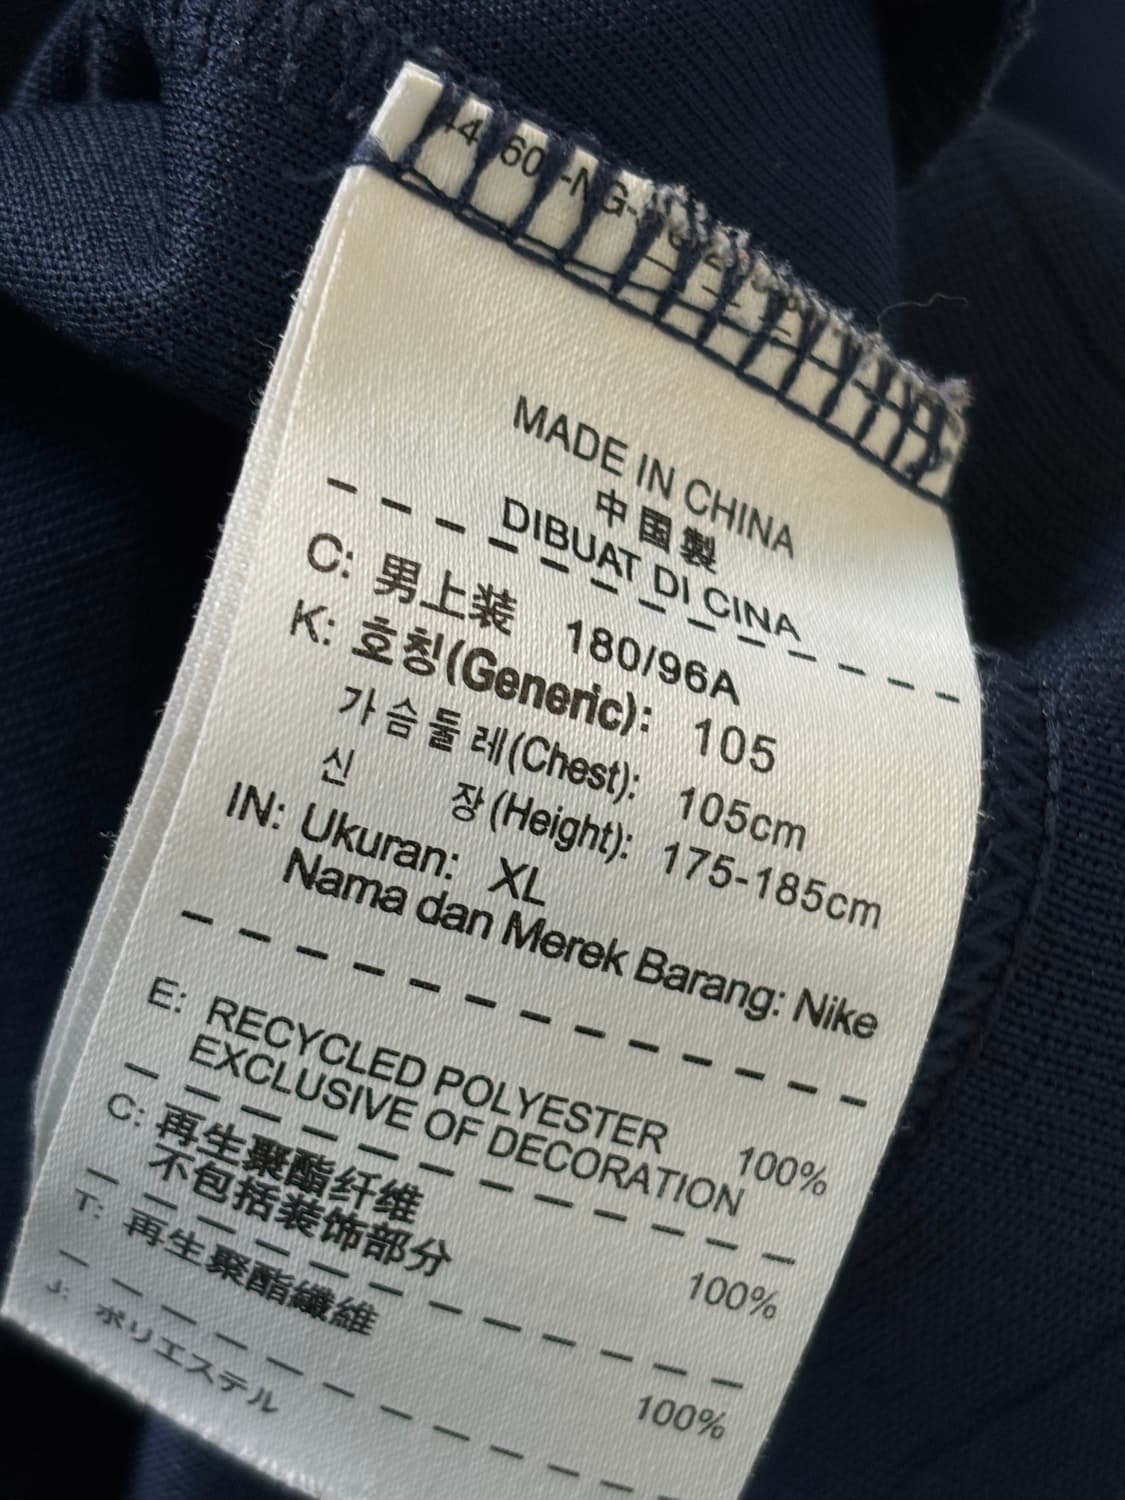 MADE IN CHINA
中国製
DIBUAT DI CINA
C: 男上装 180/96A
K: 호칭(Generic): 105
가슴둘레(Chest): 105cm
신 장(Height): 175-185cm
IN: Ukuran: XL
Nama dan Merek Barang: Nike
E: RECYCLED POLYESTER 100%
EXCLUSIVE OF DECORATION
C: 再生聚酯纤维 100%
不包括装饰部分
T: 再生聚酯纖維 100%
J: ポリエステル